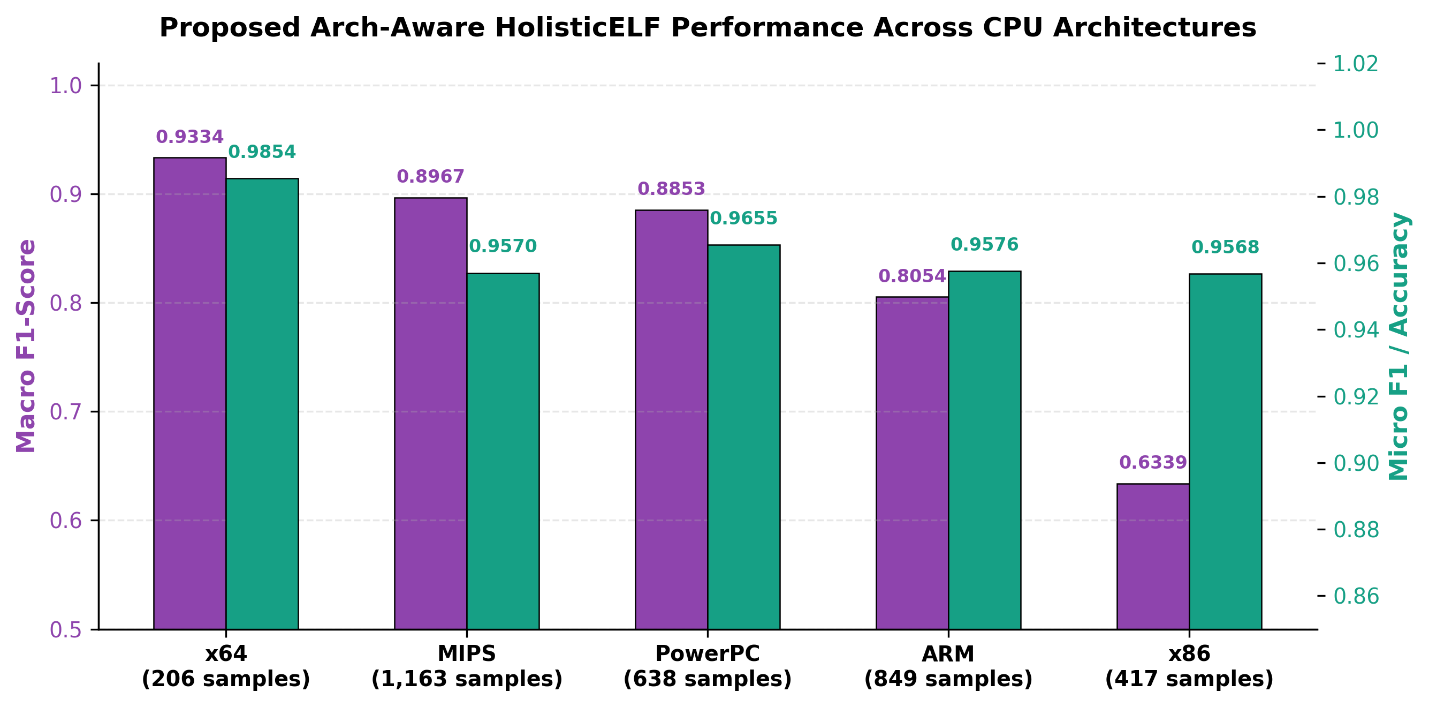 Proposed Arch-Aware HolisticELF Performance Across CPU Architectures
Macro F1-Score
1.0
0.9
0.8
0.7
0.6
0.5
0.9334
0.9854
0.8967
0.9570
0.8853
0.9655
0.8054
0.9576
0.6339
0.9568
1.02
1.00
0.98
0.96
0.94
0.92
0.90
0.88
0.86
Micro F1 / Accuracy
x64
(206 samples)
MIPS
(1,163 samples)
PowerPC
(638 samples)
ARM
(849 samples)
x86
(417 samples)